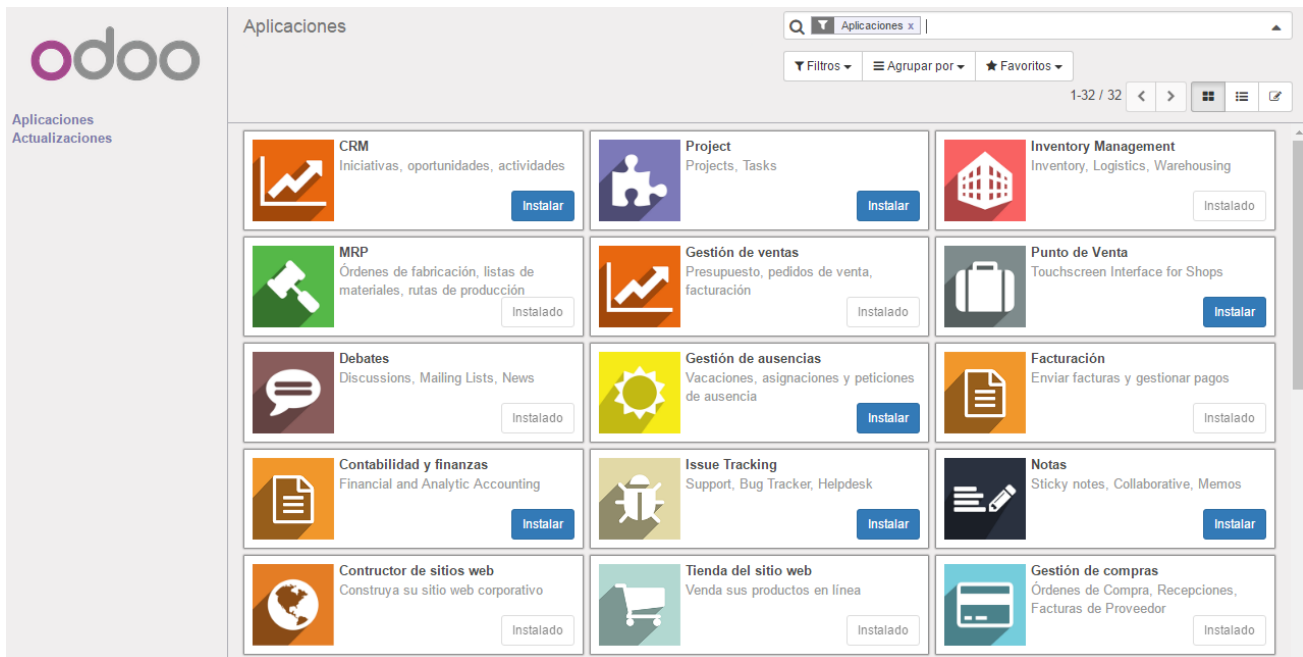 odoo
Aplicaciones
Actualizaciones
Aplicaciones
Aplicaciones x
Filtros
Agrupar por
Favoritos
1-32 / 32
CRM
Iniciativas, oportunidades, actividades
Instalar
Project
Projects, Tasks
Instalar
Inventory Management
Inventory, Logistics, Warehousing
Instalado
MRP
Órdenes de fabricación, listas de
materiales, rutas de producción
Instalado
Gestión de ventas
Presupuesto, pedidos de venta,
facturación
Instalado
Punto de Venta
Touchscreen Interface for Shops
Instalar
Debates
Discussions, Mailing Lists, News
Instalado
Gestión de ausencias
Vacaciones, asignaciones y peticiones
de ausencia
Instalar
Facturación
Enviar facturas y gestionar pagos
Instalado
Contabilidad y finanzas
Financial and Analytic Accounting
Instalar
Issue Tracking
Support, Bug Tracker, Helpdesk
Instalar
Notas
Sticky notes, Collaborative, Memos
Instalar
Contructor de sitios web
Construya su sitio web corporativo
Instalado
Tienda del sitio web
Venda sus productos en línea
Instalado
Gestión de compras
Órdenes de Compra, Recepciones,
Facturas de Proveedor
Instalado